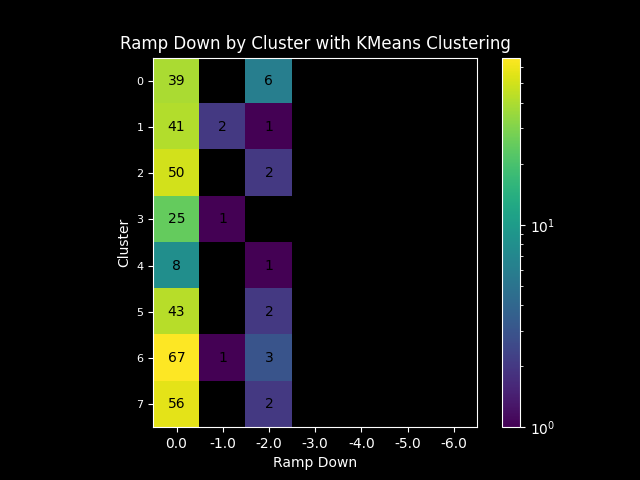 Ramp Down by Cluster with KMeans Clustering
0 39 6
1 41 2 1
2 50 2
3 25 1
4 8 1
5 43 2
6 67 1 3
7 56 2
0.0 -1.0 -2.0 -3.0 -4.0 -5.0 -6.0
Ramp Down
Cluster
10¹
10⁰